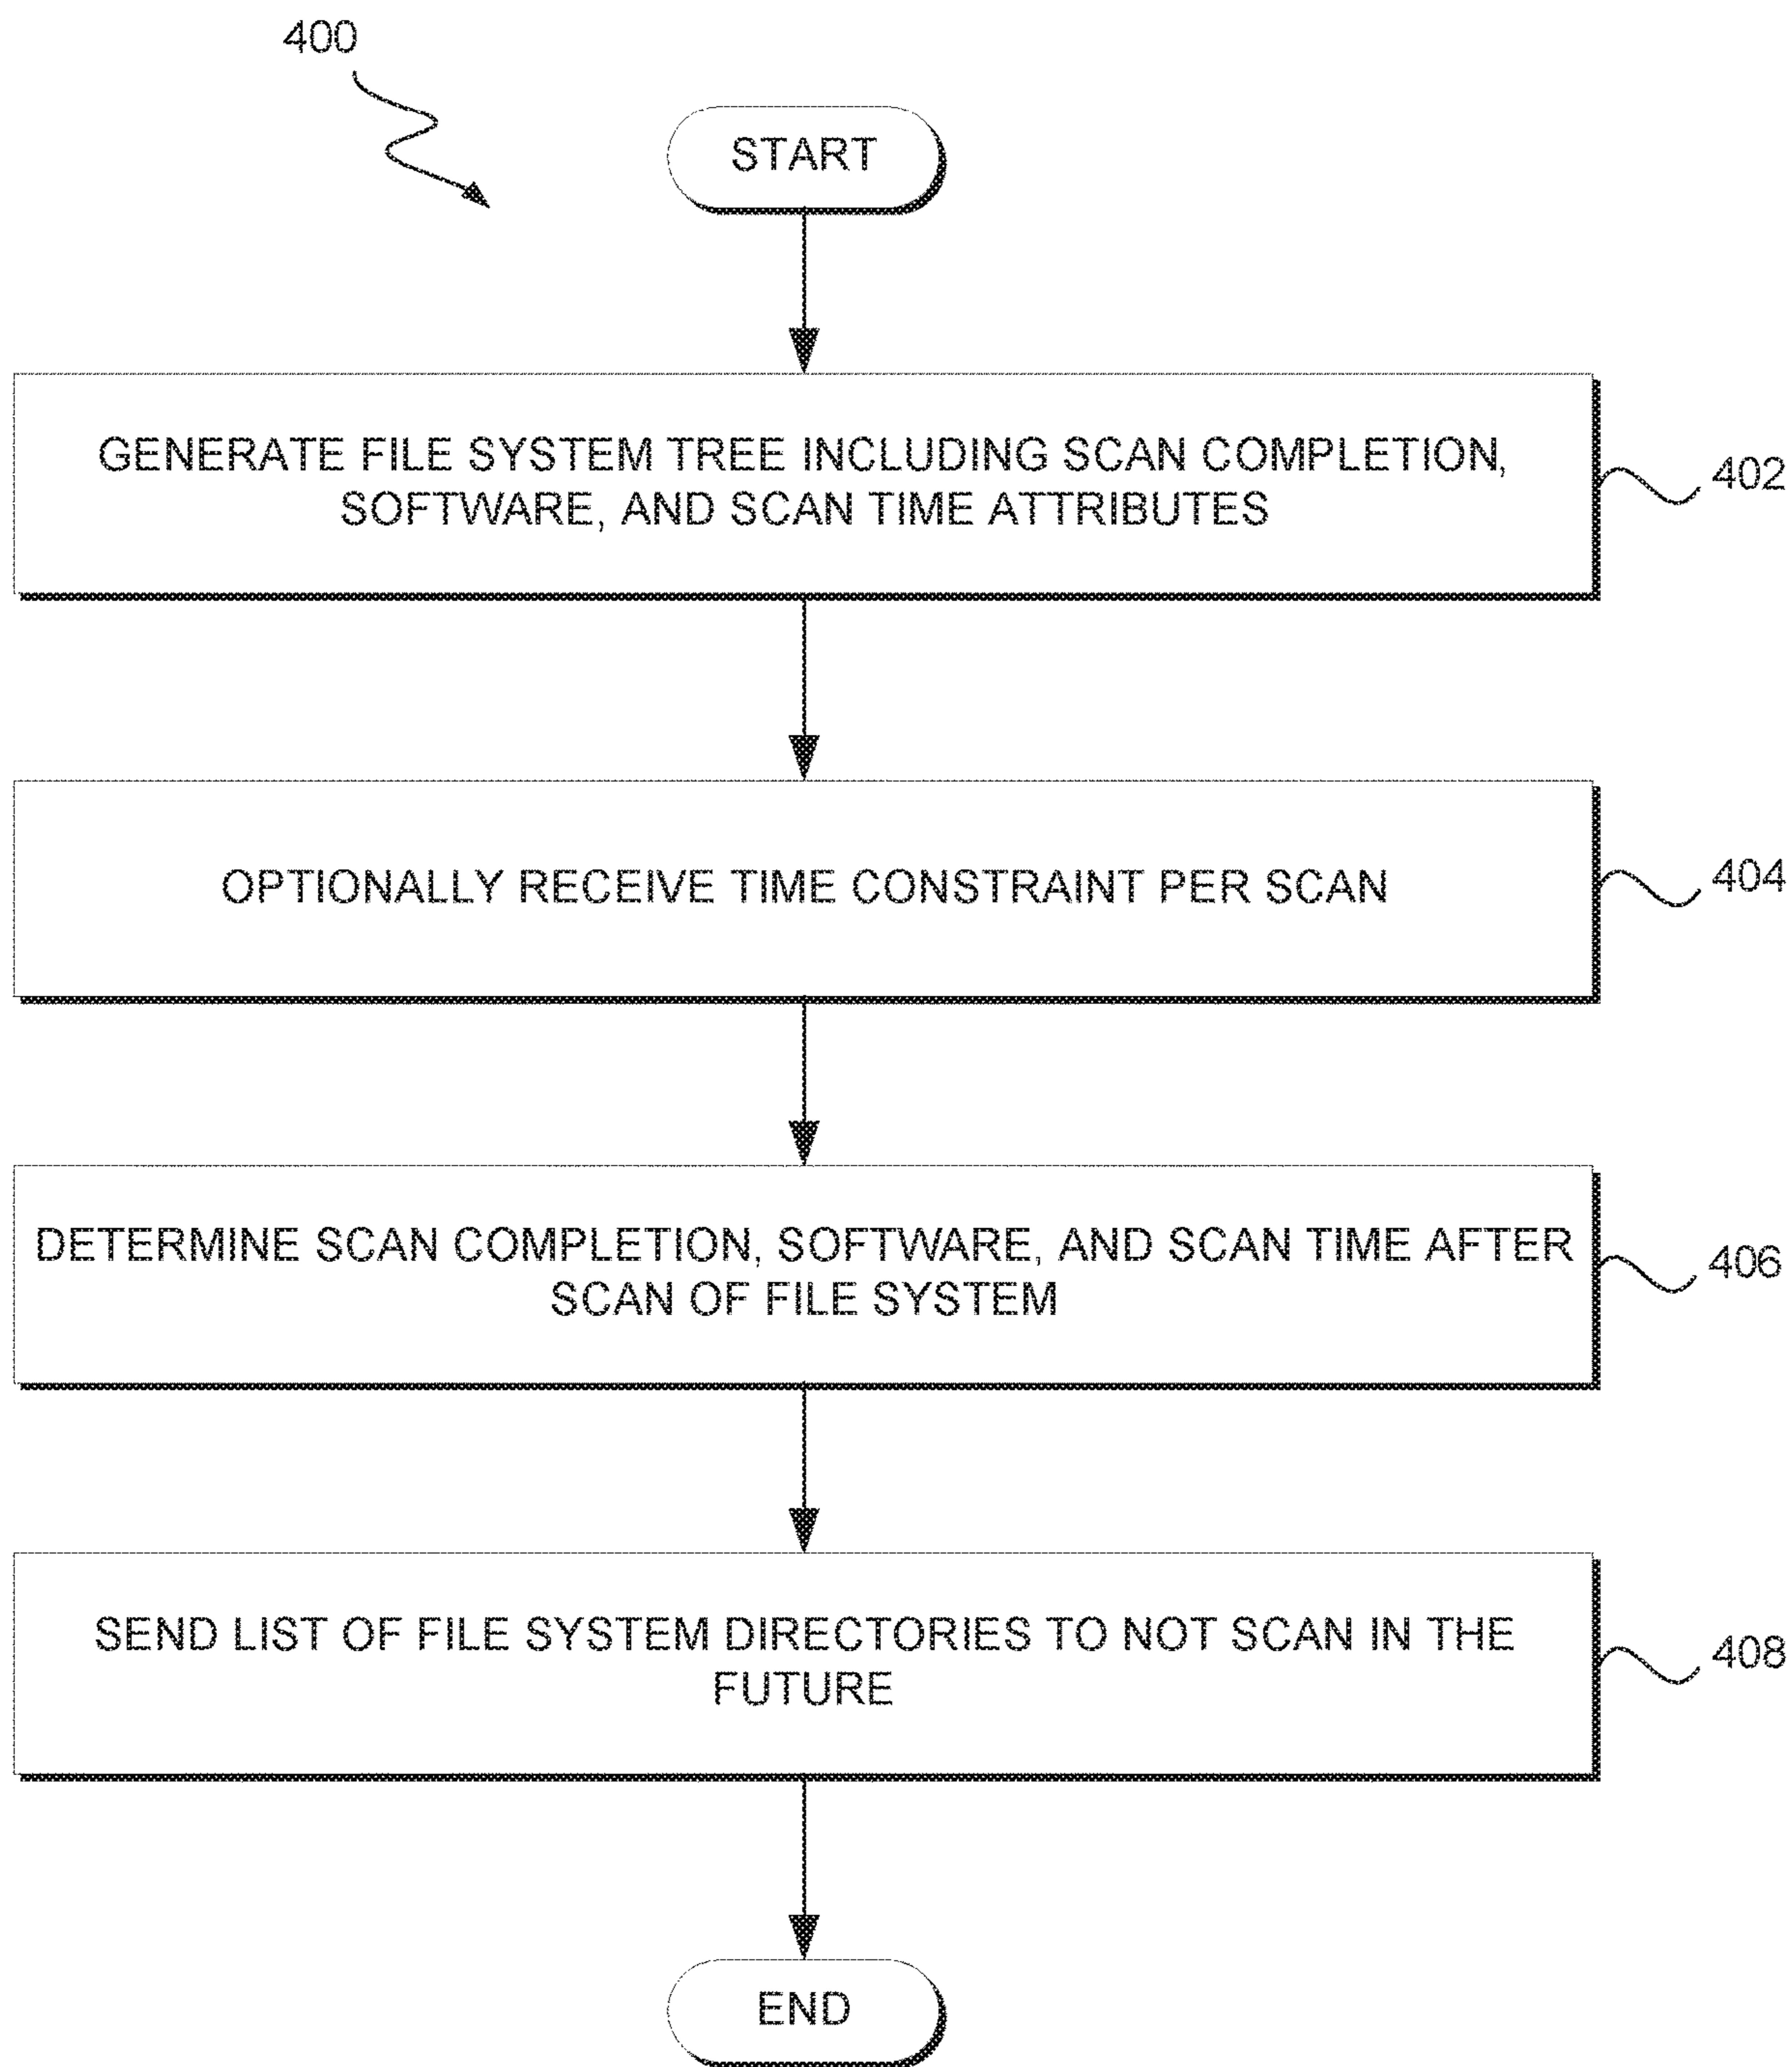 400
START
GENERATE FILE SYSTEM TREE INCLUDING SCAN COMPLETION,
SOFTWARE, AND SCAN TIME ATTRIBUTES
402
OPTIONALLY RECEIVE TIME CONSTRAINT PER SCAN
404
DETERMINE SCAN COMPLETION, SOFTWARE, AND SCAN TIME AFTER
SCAN OF FILE SYSTEM
406
SEND LIST OF FILE SYSTEM DIRECTORIES TO NOT SCAN IN THE
FUTURE
408
END